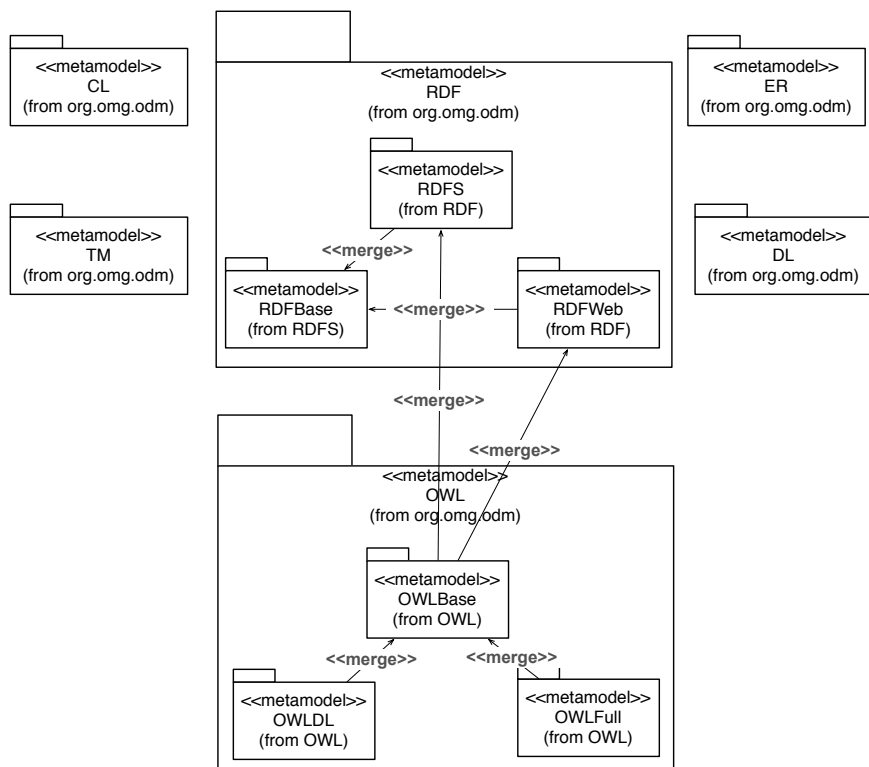 <<metamodel>>
CL
(from org.omg.odm)
<<metamodel>>
RDF
(from org.omg.odm)
<<metamodel>>
ER
(from org.omg.odm)
<<metamodel>>
RDFS
(from RDF)
<<metamodel>>
TM
(from org.omg.odm)
<<metamodel>>
DL
(from org.omg.odm)
<<merge>>
<<metamodel>>
RDFBase
(from RDFS)
<<merge>>
<<metamodel>>
RDFWeb
(from RDF)
<<merge>>
<<merge>>
<<metamodel>>
OWL
(from org.omg.odm)
<<metamodel>>
OWLBase
(from OWL)
<<merge>>
<<merge>>
<<metamodel>>
OWLDL
(from OWL)
<<metamodel>>
OWLFull
(from OWL)